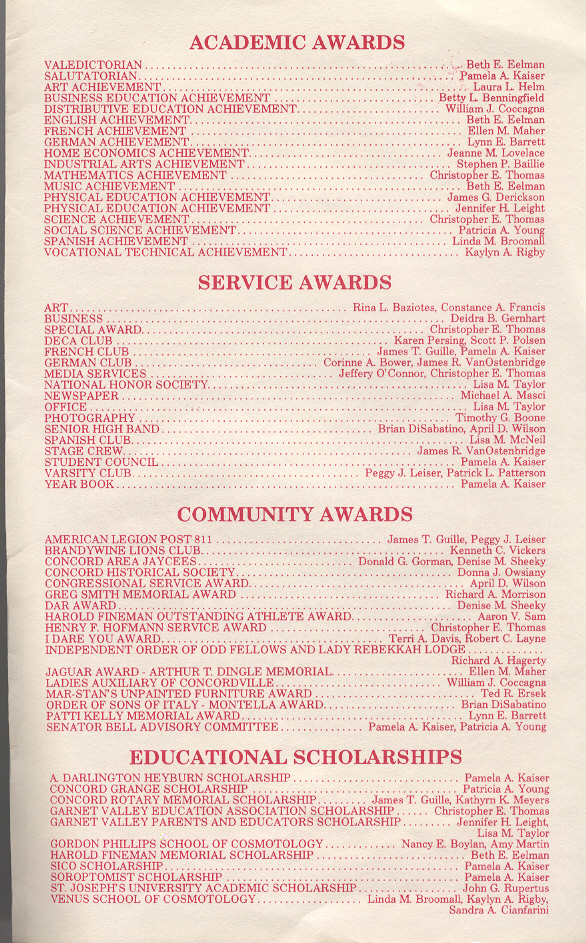 ACADEMIC AWARDS
VALEDICTORIAN Beth E. Eelman
SALUTATORIAN Pamela A. Kaiser
ART ACHIEVEMENT Laura L. Helm
BUSINESS EDUCATION ACHIEVEMENT Betty L. Benningfield
DISTRIBUTIVE EDUCATION ACHIEVEMENT William J. Coccagna
ENGLISH ACHIEVEMENT Beth E. Eelman
FRENCH ACHIEVEMENT Ellen M. Maher
GERMAN ACHIEVEMENT Lynn E. Barrett
HOME ECONOMICS ACHIEVEMENT Jeanne M. Lovelace
INDUSTRIAL ARTS ACHIEVEMENT Stephen P. Baillie
MATHEMATICS ACHIEVEMENT Christopher E. Thomas
MUSIC ACHIEVEMENT Beth E. Eelman
PHYSICAL EDUCATION ACHIEVEMENT James G. Derickson
PHYSICAL EDUCATION ACHIEVEMENT Jennifer H. Leight
SCIENCE ACHIEVEMENT Christopher E. Thomas
SOCIAL SCIENCE ACHIEVEMENT Patricia A. Young
SPANISH ACHIEVEMENT Linda M. Broomall
VOCATIONAL TECHNICAL ACHIEVEMENT Kaylyn A. Rigby
SERVICE AWARDS
ART Rina L. Baziotes, Constance A. Francis
BUSINESS Deidra B. Gernhart
SPECIAL AWARD Christopher E. Thomas
DECA CLUB Karen Persing, Scott P. Polsen
FRENCH CLUB James T. Guille, Pamela A. Kaiser
GERMAN CLUB Corinne A. Bower, James R. VanOstenbridge
MEDIA SERVICES Jeffery O'Connor, Christopher E. Thomas
NATIONAL HONOR SOCIETY Lisa M. Taylor
NEWSPAPER Michael A. Masci
OFFICE Lisa M. Taylor
PHOTOGRAPHY Timothy G. Boone
SENIOR HIGH BAND Brian DiSabatino, April D. Wilson
SPANISH CLUB Lisa M. McNeil
STAGE CREW James R. VanOstenbridge
STUDENT COUNCIL Pamela A. Kaiser
VARSITY CLUB Peggy J. Leiser, Patrick L. Patterson
YEAR BOOK Pamela A. Kaiser
COMMUNITY AWARDS
AMERICAN LEGION POST 811 James T. Guille, Peggy J. Leiser
BRANDYWINE LIONS CLUB Kenneth C. Vickers
CONCORD AREA JAYCEES Donald G. Gorman, Denise M. Sheeky
CONCORD HISTORICAL SOCIETY Donna J. Owsiany
CONGRESSIONAL SERVICE AWARD April D. Wilson
GREG SMITH MEMORIAL AWARD Richard A. Morrison
DAR AWARD Denise M. Sheeky
HAROLD FINEMAN OUTSTANDING ATHLETE AWARD Aaron V. Sam
HENRY F. HOFMANN SERVICE AWARD Christopher E. Thomas
I DARE YOU AWARD Terri A. Davis, Robert C. Layne
INDEPENDENT ORDER OF ODD FELLOWS AND LADY REBEKKAH LODGE
Richard A. Hagerty
JAGUAR AWARD - ARTHUR T. DINGLE MEMORIAL Ellen M. Maher
LADIES AUXILIARY OF CONCORDVILLE William J. Coccagna
MAR-STAN'S UNPAINTED FURNITURE AWARD Ted R. Ersek
ORDER OF SONS OF ITALY - MONTELLA AWARD Brian DiSabatino
PATTI KELLY MEMORIAL AWARD Lynn E. Barrett
SENATOR BELL ADVISORY COMMITTEE Pamela A. Kaiser, Patricia A. Young
EDUCATIONAL SCHOLARSHIPS
A. DARLINGTON HEYBURN SCHOLARSHIP Pamela A. Kaiser
CONCORD GRANGE SCHOLARSHIP Patricia A. Young
CONCORD ROTARY MEMORIAL SCHOLARSHIP James T. Guille, Kathyrn K. Meyers
GARNET VALLEY EDUCATION ASSOCIATION SCHOLARSHIP Christopher E. Thomas
GARNET VALLEY PARENTS AND EDUCATORS SCHOLARSHIP Jennifer H. Leight,
Lisa M. Taylor
GORDON PHILLIPS SCHOOL OF COSMOTOLOGY Nancy E. Boylan, Amy Martin
HAROLD FINEMAN MEMORIAL SCHOLARSHIP Beth E. Eelman
SICO SCHOLARSHIP Pamela A. Kaiser
SOROPTOMIST SCHOLARSHIP Pamela A. Kaiser
ST. JOSEPH'S UNIVERSITY ACADEMIC SCHOLARSHIP John G. Rupertus
VENUS SCHOOL OF COSMOTOLOGY Linda M. Broomall, Kaylyn A. Rigby,
Sandra A. Cianfarini